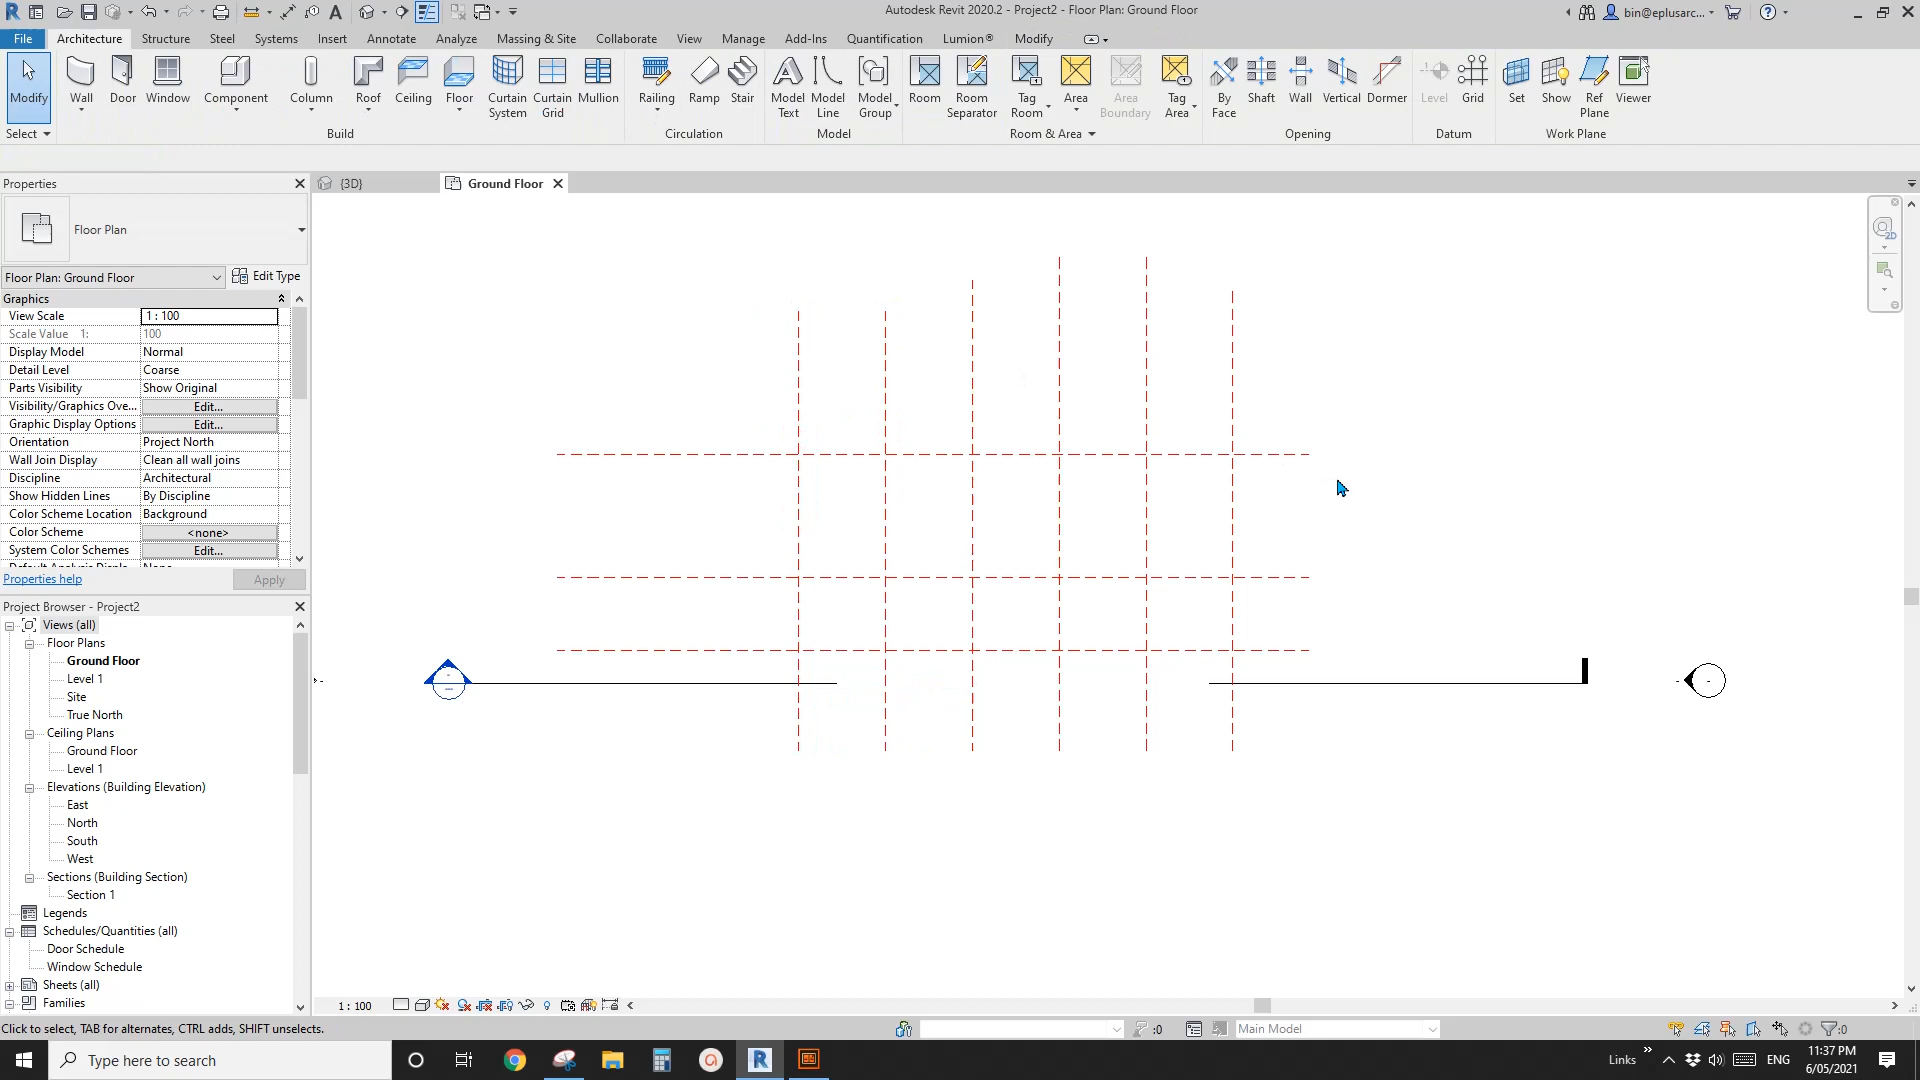 Autodesk Revit 2020.2 - Project2 - Floor Plan: Ground Floor
bin@eplusarc...
File Architecture Structure Steel Systems Insert Annotate Analyze Massing & Site Collaborate View Manage Add-Ins Quantification Lumion® Modify
Modify Wall Door Window Component Column Roof Ceiling Floor Curtain System Curtain Grid Mullion Railing Ramp Stair Model Text Model Line Model Group Room Room Separator Tag Room Area Area Boundary Tag Area By Face Shaft Wall Vertical Dormer Level Grid Set Show Ref Plane Viewer
Select Build Circulation Model Room & Area Opening Datum Work Plane
Properties
{3D}
Ground Floor
Floor Plan
Floor Plan: Ground Floor
Edit Type
Graphics
View Scale 1 : 100
Scale Value 1: 100
Display Model Normal
Detail Level Coarse
Parts Visibility Show Original
Visibility/Graphics Ove... Edit...
Graphic Display Options Edit...
Orientation Project North
Wall Join Display Clean all wall joins
Discipline Architectural
Show Hidden Lines By Discipline
Color Scheme Location Background
Color Scheme <none>
System Color Schemes Edit...
Properties help
Apply
Project Browser - Project2
Views (all)
Floor Plans
Ground Floor
Level 1
Site
True North
Ceiling Plans
Ground Floor
Level 1
Elevations (Building Elevation)
East
North
South
West
Sections (Building Section)
Section 1
Legends
Schedules/Quantities (all)
Door Schedule
Window Schedule
Sheets (all)
Families
1 : 100
Click to select, TAB for alternates, CTRL adds, SHIFT unselects.
:0
Main Model
:0
Type here to search
Links
ENG
11:37 PM
6/05/2021